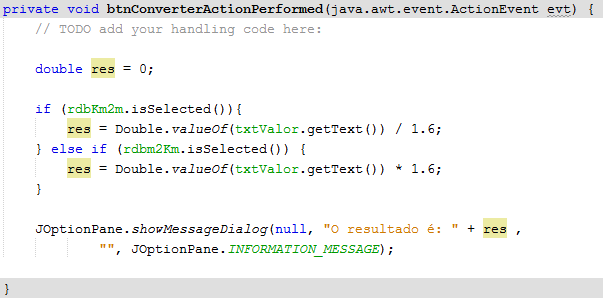 private void btnConverterActionPerformed(java.awt.event.ActionEvent evt) {
// TODO add your handling code here:
double res = 0;
if (rdbKm2m.isSelected()){
res = Double.valueOf(txtValor.getText()) / 1.6;
} else if (rdbm2Km.isSelected()) {
res = Double.valueOf(txtValor.getText()) * 1.6;
}
JOptionPane.showMessageDialog(null, "O resultado é: " + res ,
"", JOptionPane.INFORMATION_MESSAGE);
}